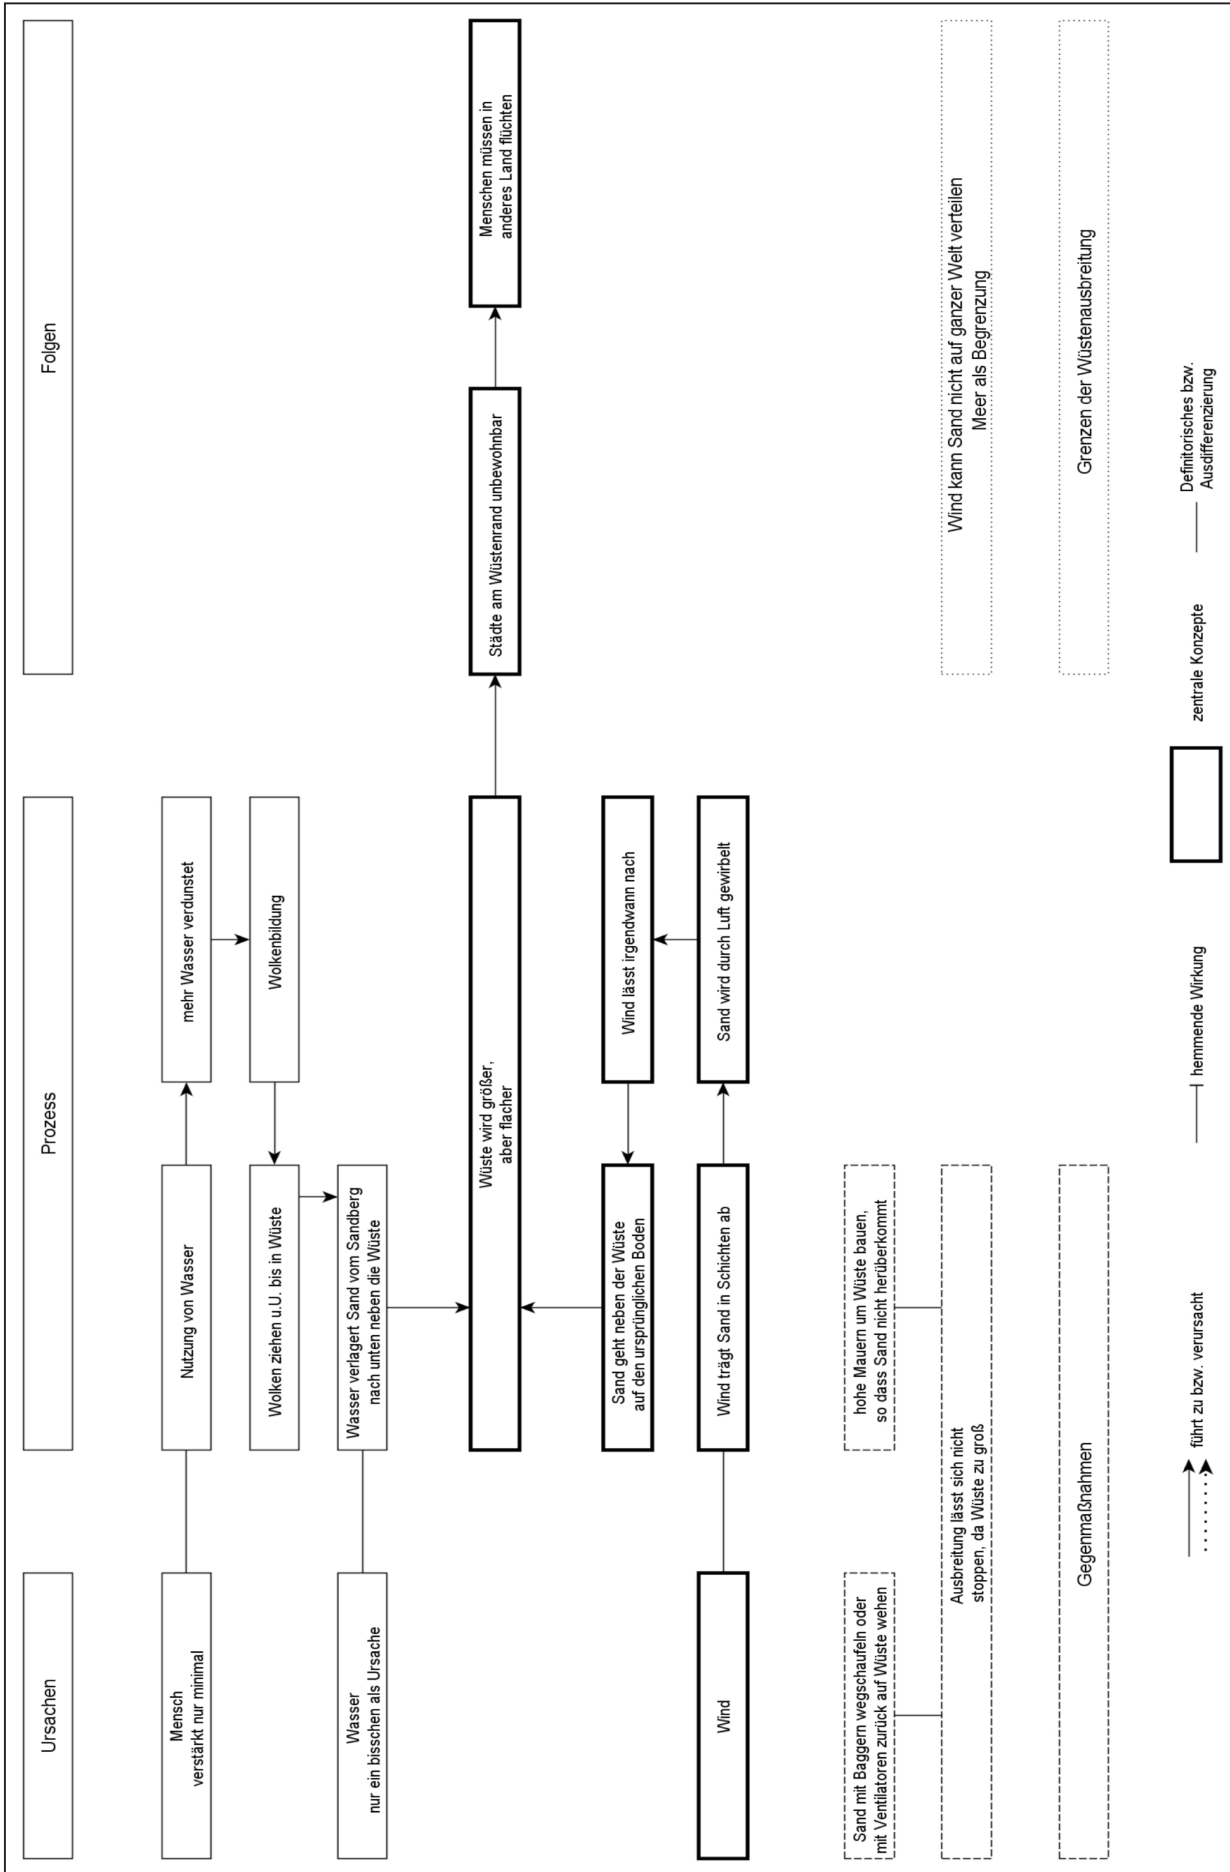 Ursachen
Prozess
Folgen
Mensch
verstärkt nur minimal
Nutzung von Wasser
mehr Wasser verdunstet
Wolken ziehen u.U. bis in Wüste
Wolkenbildung
Wasser
nur ein bisschen als Ursache
Wasser verlagert Sand vom Sandberg
nach unten neben die Wüste
Wüste wird größer,
aber flacher
Städte am Wüstenrand unbewohnbar
Menschen müssen in
anderes Land flüchten
Sand geht neben der Wüste
auf den ursprünglichen Boden
Wind lässt irgendwann nach
Wind
Wind trägt Sand in Schichten ab
Sand wird durch Luft gewirbelt
Sand mit Baggern wegschaufeln oder
mit Ventilatoren zurück auf Wüste wehen
hohe Mauern um Wüste bauen,
so dass Sand nicht herüberkommt
Ausbreitung lässt sich nicht
stoppen, da Wüste zu groß
Wind kann Sand nicht auf ganzer Welt verteilen
Meer als Begrenzung
Gegenmaßnahmen
Grenzen der Wüstenausbreitung
führt zu bzw. verursacht
hemmende Wirkung
zentrale Konzepte
Definitorisches bzw.
Ausdifferenzierung